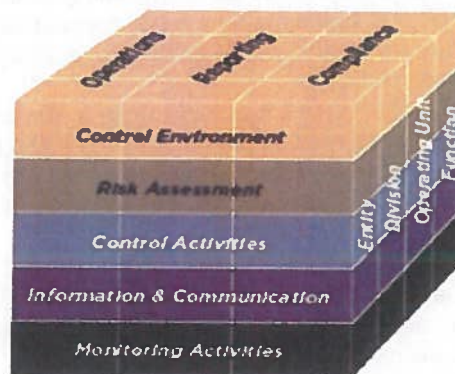 Operations
Reporting
Compliance
Control Environment
Risk Assessment
Control Activities
Information & Communication
Monitoring Activities
Entity
Division
Operating Unit
Function